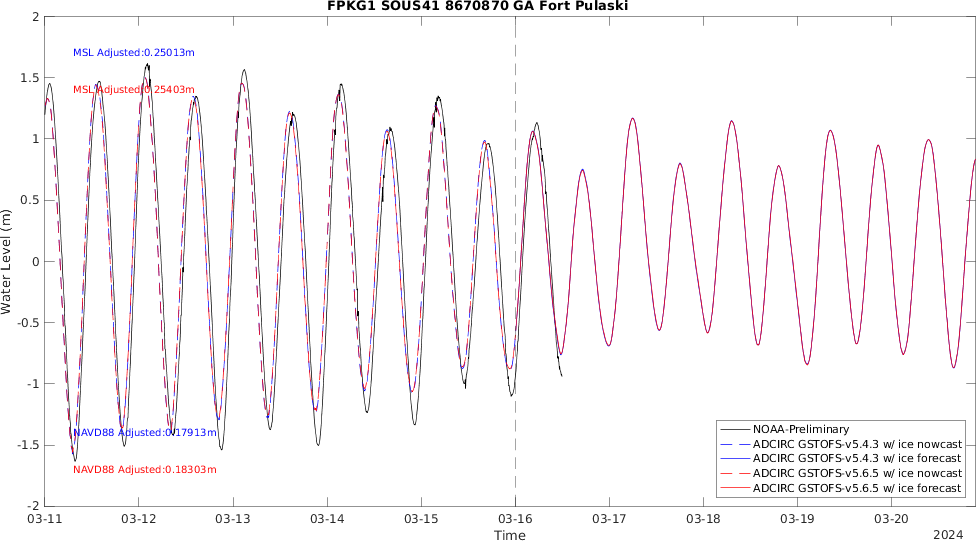 FPKG1 SOUS41 8670870 GA Fort Pulaski
2
1.5
1
0.5
0
-0.5
-1
-1.5
-2
Water Level (m)
MSL Adjusted:0.25013m
MSL Adjusted:0.25403m
NAVD88 Adjusted:0.17913m
NAVD88 Adjusted:0.18303m
NOAA-Preliminary
ADCIRC GSTOFS-v5.4.3 w/ ice nowcast
ADCIRC GSTOFS-v5.4.3 w/ ice forecast
ADCIRC GSTOFS-v5.6.5 w/ ice nowcast
ADCIRC GSTOFS-v5.6.5 w/ ice forecast
03-11 03-12 03-13 03-14 03-15 03-16 03-17 03-18 03-19 03-20
Time
2024